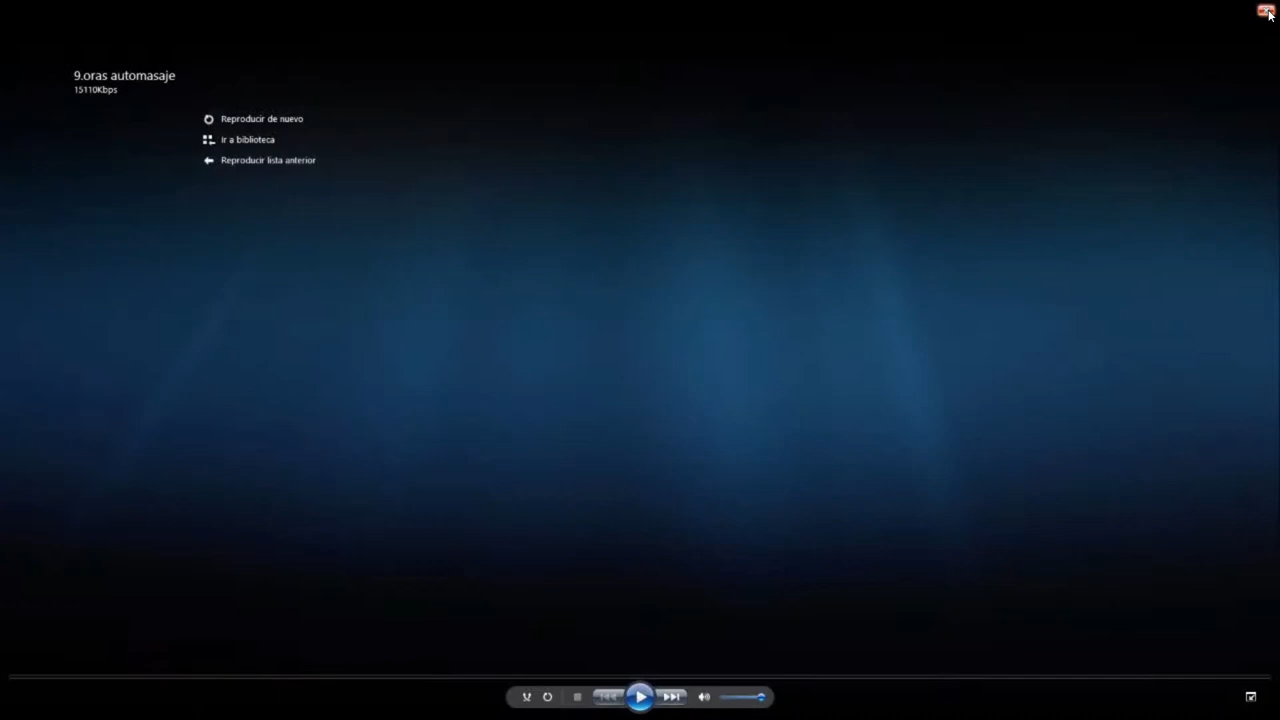 9.oras automasaje
15110Kbps
Reproducir de nuevo
Ir a biblioteca
Reproducir lista anterior